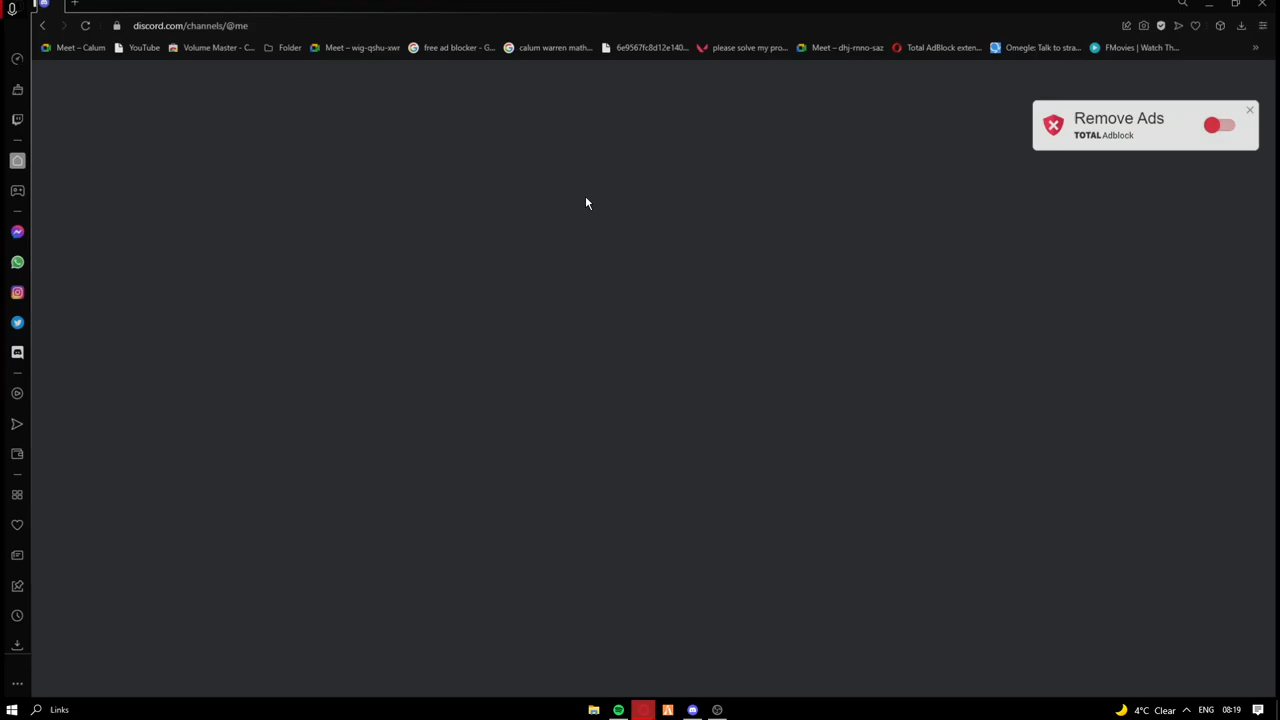 discord.com/channels/@me
Meet – Calum
YouTube
Volume Master - C...
Folder
Meet – wig-qshu-xwr
free ad blocker - G...
calum warren math...
6e9567fc8d12e140...
please solve my pro...
Meet – dhj-rnno-saz
Total AdBlock exten...
Omegle: Talk to stra...
FMovies | Watch Th...
Remove Ads
TOTAL Adblock
Links
4°C Clear
ENG
08:19